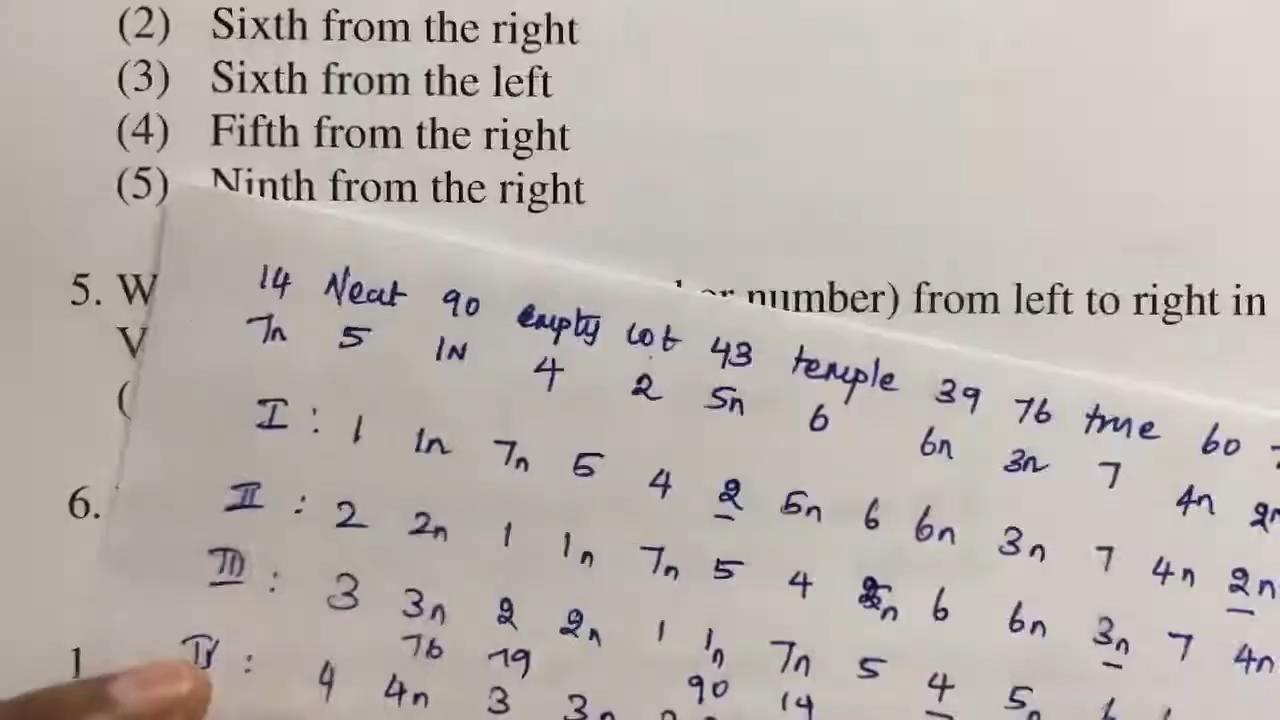 (2) Sixth from the right
(3) Sixth from the left
(4) Fifth from the right
(5) Ninth from the right
5. W number) from left to right in
V
(
6.
1
14 Neat 90 empty cot 43 temple 39 76 true 60
7n 5 1N 4 2 5n 6 6n 3n 7 4n 2n
I : 1 1n 7n 5 4 2 5n 6 6n 3n 7 4n 2n
II : 2 2n 1 1n 7n 5 4 5n 6 6n 3n 7 4n
III : 3 3n 2 2n 1 1n 7n 5 4 5n
76 79 90 14
IV : 4 4n 3 3n